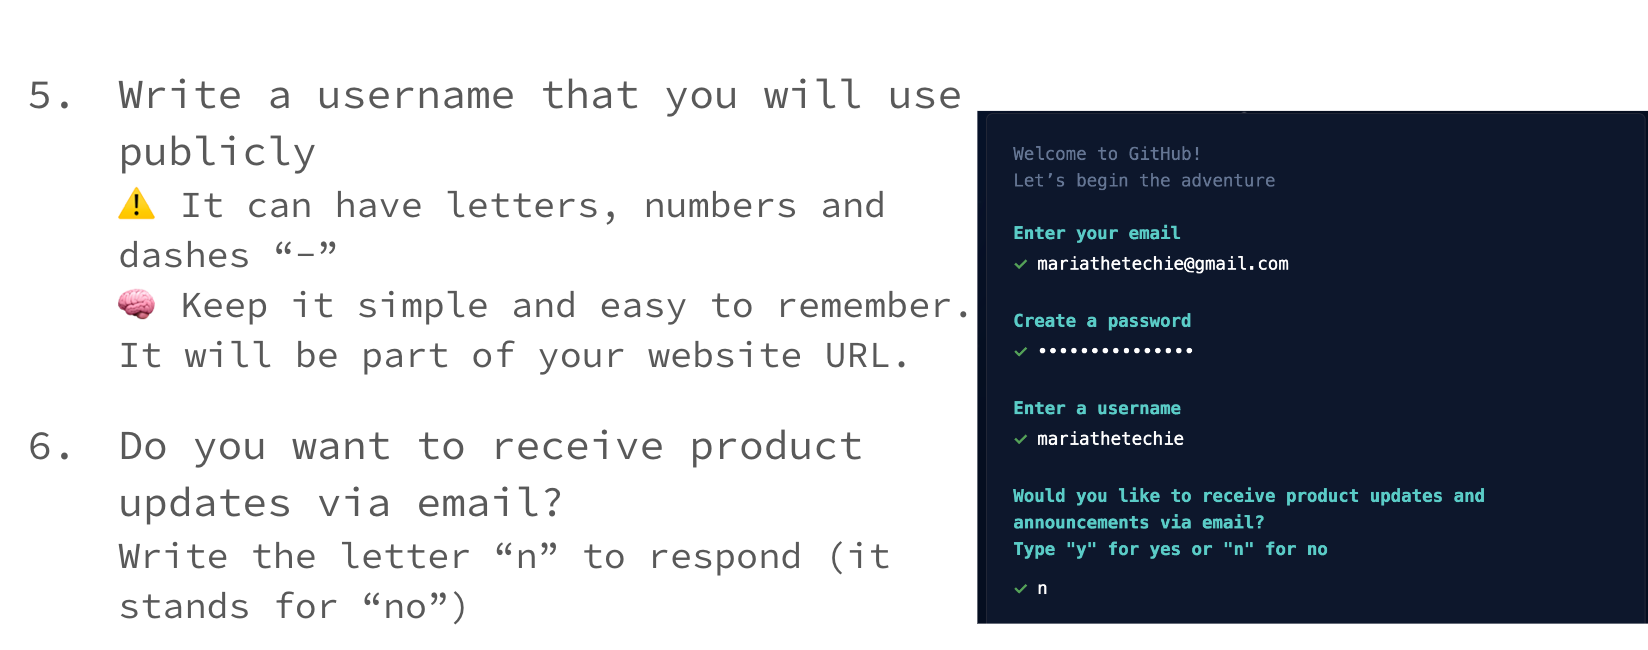 5. Write a username that you will use
publicly
⚠️ It can have letters, numbers and
dashes “-”
🧠 Keep it simple and easy to remember.
It will be part of your website URL.
6. Do you want to receive product
updates via email?
Write the letter “n” to respond (it
stands for “no”)
Welcome to GitHub!
Let’s begin the adventure
Enter your email
✓ mariathetechie@gmail.com
Create a password
✓ •••••••••••••••
Enter a username
✓ mariathetechie
Would you like to receive product updates and
announcements via email?
Type "y" for yes or "n" for no
✓ n